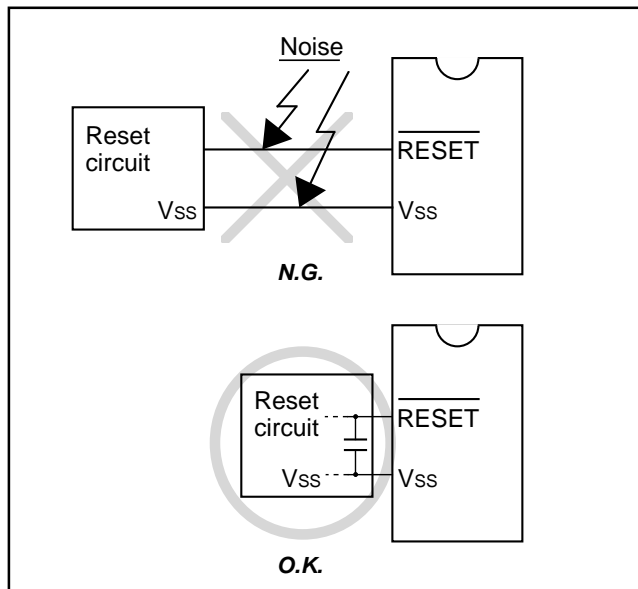 Noise
Reset
circuit
RESET
Vss
Vss
N.G.
Reset
circuit
RESET
Vss
Vss
O.K.